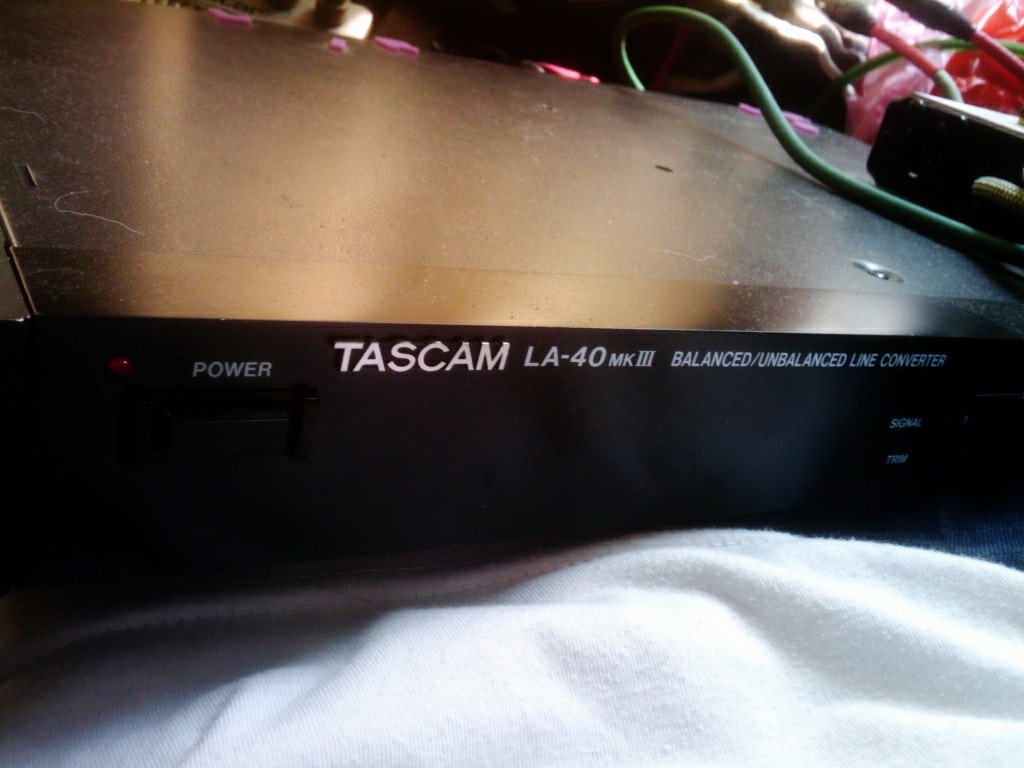 POWER
TASCAM LA-40 MKIII BALANCED/UNBALANCED LINE CONVERTER
SIGNAL
TRIM